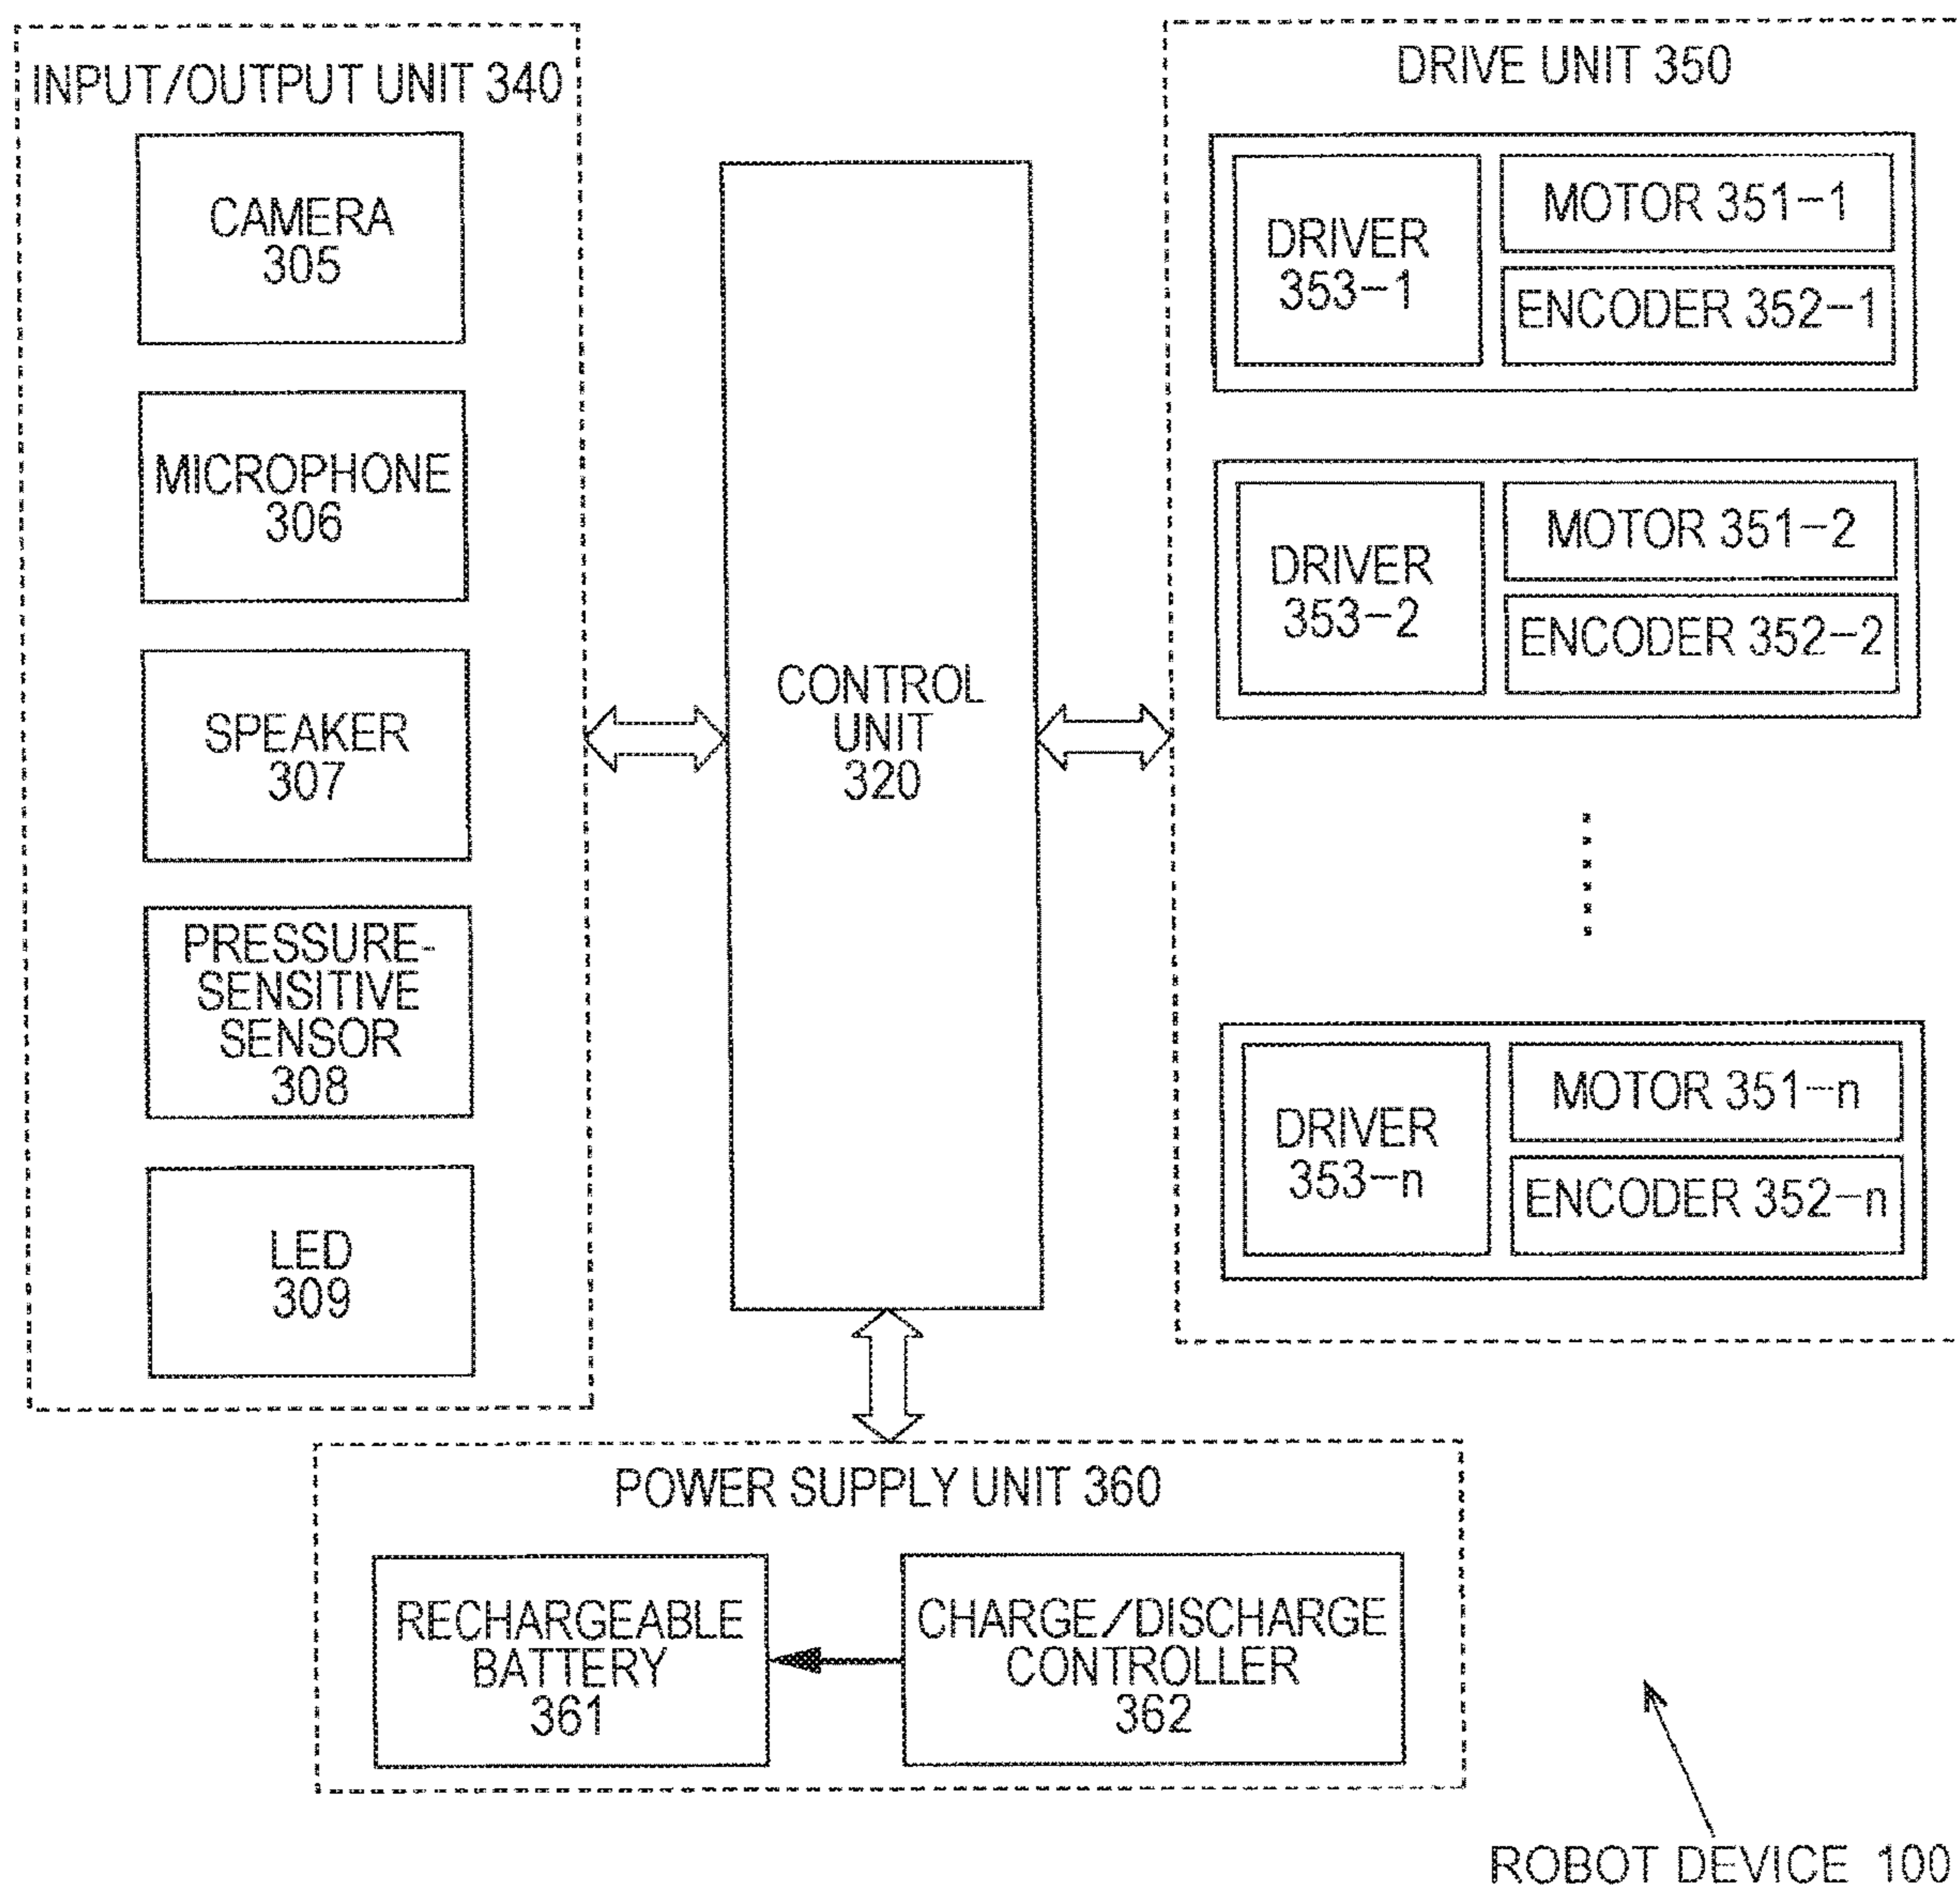 INPUT/OUTPUT UNIT 340
CAMERA
305
MICROPHONE
306
SPEAKER
307
PRESSURE-
SENSITIVE
SENSOR
308
LED
309
CONTROL
UNIT
320
DRIVE UNIT 350
DRIVER
353-1
MOTOR 351-1
ENCODER 352-1
DRIVER
353-2
MOTOR 351-2
ENCODER 352-2
DRIVER
353-n
MOTOR 351-n
ENCODER 352-n
POWER SUPPLY UNIT 360
RECHARGEABLE
BATTERY
361
CHARGE/DISCHARGE
CONTROLLER
362
ROBOT DEVICE 100